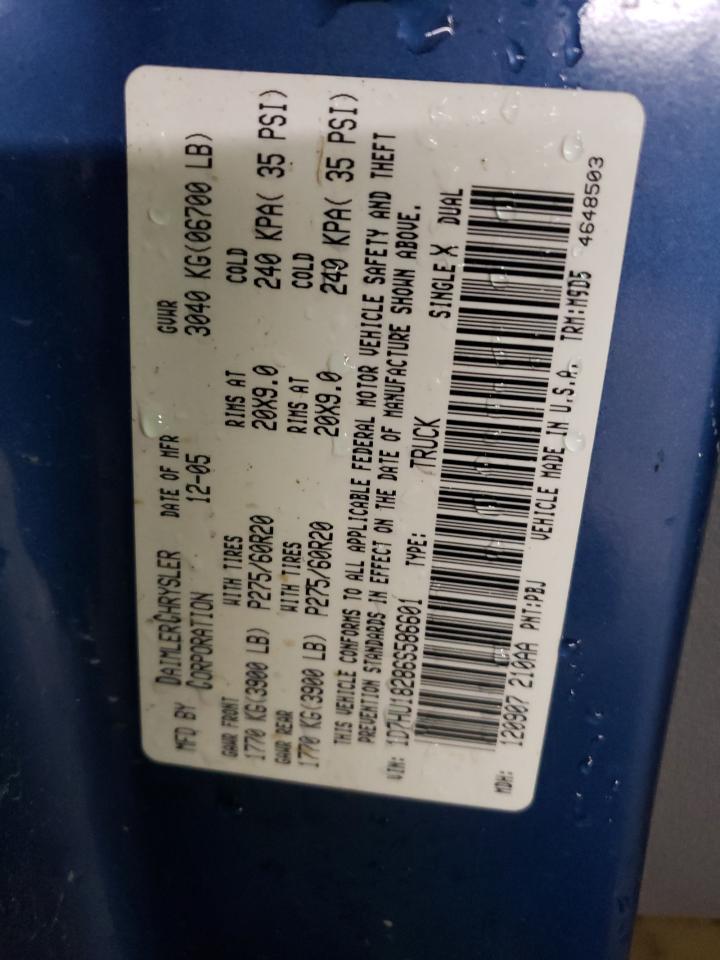 MFD BY DAIMLERCHRYSLER CORPORATION DATE OF MFR 12-05 GVWR 3040 KG(06700 LB)
GAWR FRONT WITH TIRES RIMS AT COLD
1770 KG(3900 LB) P275/60R20 20X9.0 240 KPA( 35 PSI)
GAWR REAR WITH TIRES RIMS AT COLD
1770 KG(3900 LB) P275/60R20 20X9.0 240 KPA( 35 PSI)
THIS VEHICLE CONFORMS TO ALL APPLICABLE FEDERAL MOTOR VEHICLE SAFETY AND THEFT
PREVENTION STANDARDS IN EFFECT ON THE DATE OF MANUFACTURE SHOWN ABOVE.
VIN: 1D7HU18286S586601 TYPE: TRUCK SINGLE X DUAL
MDH: 120907 210AA PNT:PBJ VEHICLE MADE IN U.S.A. TRM:M9D5 4648503